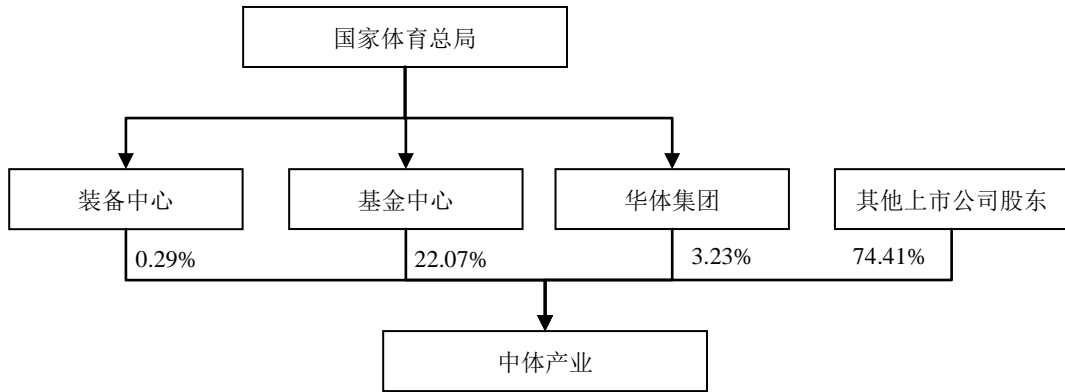 国家体育总局
装备中心
基金中心
华体集团
其他上市公司股东
0.29%
22.07%
3.23%
74.41%
中体产业